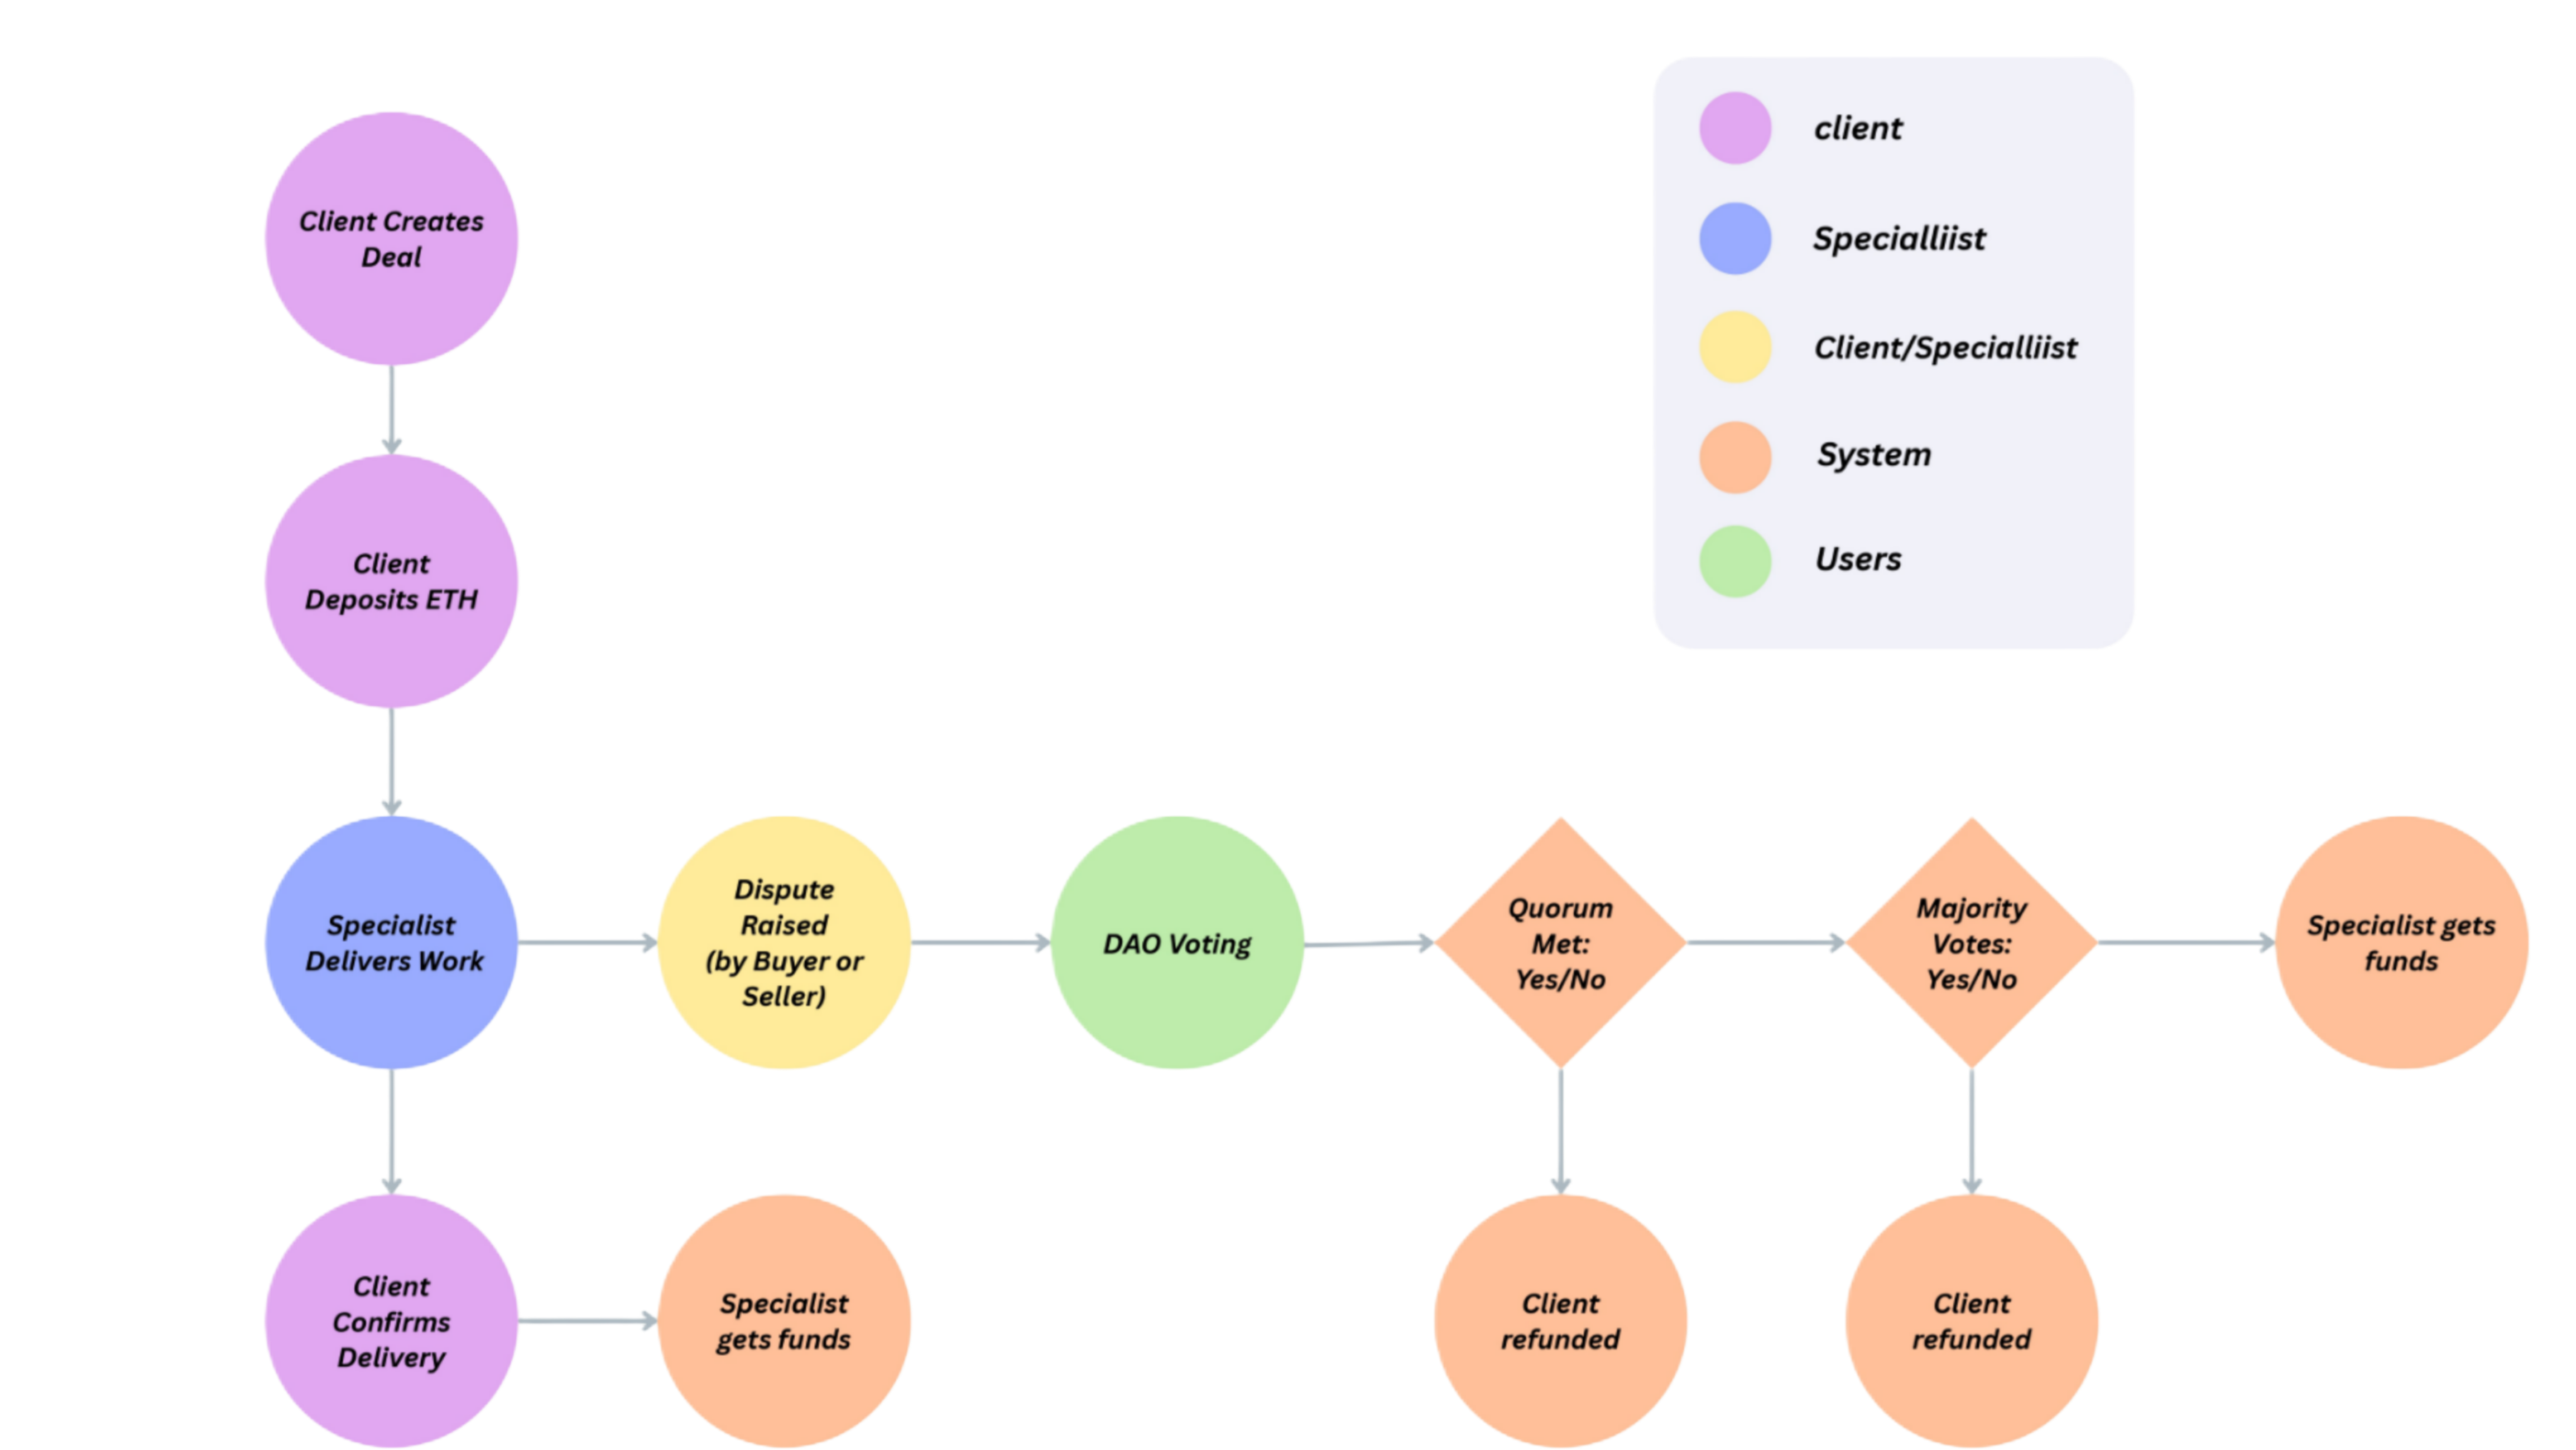 Client Creates
Deal
client
Specialliist
Client/Specialliist
System
Users
Client
Deposits ETH
Specialist
Delivers Work
Dispute
Raised
(by Buyer or
Seller)
DAO Voting
Quorum
Met:
Yes/No
Majority
Votes:
Yes/No
Specialist gets
funds
Client
Confirms
Delivery
Specialist
gets funds
Client
refunded
Client
refunded